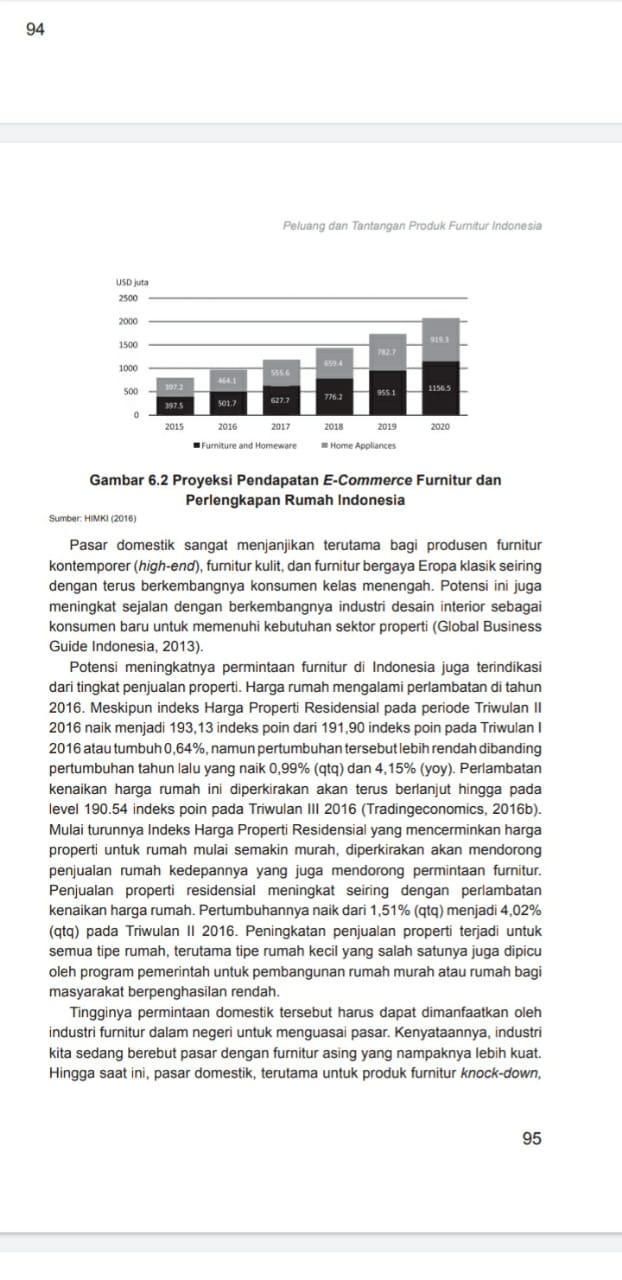 94
Peluang dan Tantangan Produk Furnitur Indonesia
USD juta
2500
2000
1500
1000
500
0
397.2
397.5
464.1
501.7
555.6
627.7
659.4
776.2
782.7
955.1
919.3
1156.5
2015 2016 2017 2018 2019 2020
Furniture and Homeware Home Appliances
Gambar 6.2 Proyeksi Pendapatan E-Commerce Furnitur dan
Perlengkapan Rumah Indonesia
Sumber: HIMKI (2016)
Pasar domestik sangat menjanjikan terutama bagi produsen furnitur
kontemporer (high-end), furnitur kulit, dan furnitur bergaya Eropa klasik seiring
dengan terus berkembangnya konsumen kelas menengah. Potensi ini juga
meningkat sejalan dengan berkembangnya industri desain interior sebagai
konsumen baru untuk memenuhi kebutuhan sektor properti (Global Business
Guide Indonesia, 2013).
Potensi meningkatnya permintaan furnitur di Indonesia juga terindikasi
dari tingkat penjualan properti. Harga rumah mengalami perlambatan di tahun
2016. Meskipun indeks Harga Properti Residensial pada periode Triwulan II
2016 naik menjadi 193,13 indeks poin dari 191,90 indeks poin pada Triwulan I
2016 atau tumbuh 0,64%, namun pertumbuhan tersebut lebih rendah dibanding
pertumbuhan tahun lalu yang naik 0,99% (qtq) dan 4,15% (yoy). Perlambatan
kenaikan harga rumah ini diperkirakan akan terus berlanjut hingga pada
level 190.54 indeks poin pada Triwulan III 2016 (Tradingeconomics, 2016b).
Mulai turunnya Indeks Harga Properti Residensial yang mencerminkan harga
properti untuk rumah mulai semakin murah, diperkirakan akan mendorong
penjualan rumah kedepannya yang juga mendorong permintaan furnitur.
Penjualan properti residensial meningkat seiring dengan perlambatan
kenaikan harga rumah. Pertumbuhannya naik dari 1,51% (qtq) menjadi 4,02%
(qtq) pada Triwulan II 2016. Peningkatan penjualan properti terjadi untuk
semua tipe rumah, terutama tipe rumah kecil yang salah satunya juga dipicu
oleh program pemerintah untuk pembangunan rumah murah atau rumah bagi
masyarakat berpenghasilan rendah.
Tingginya permintaan domestik tersebut harus dapat dimanfaatkan oleh
industri furnitur dalam negeri untuk menguasai pasar. Kenyataannya, industri
kita sedang berebut pasar dengan furnitur asing yang nampaknya lebih kuat.
Hingga saat ini, pasar domestik, terutama untuk produk furnitur knock-down,
95